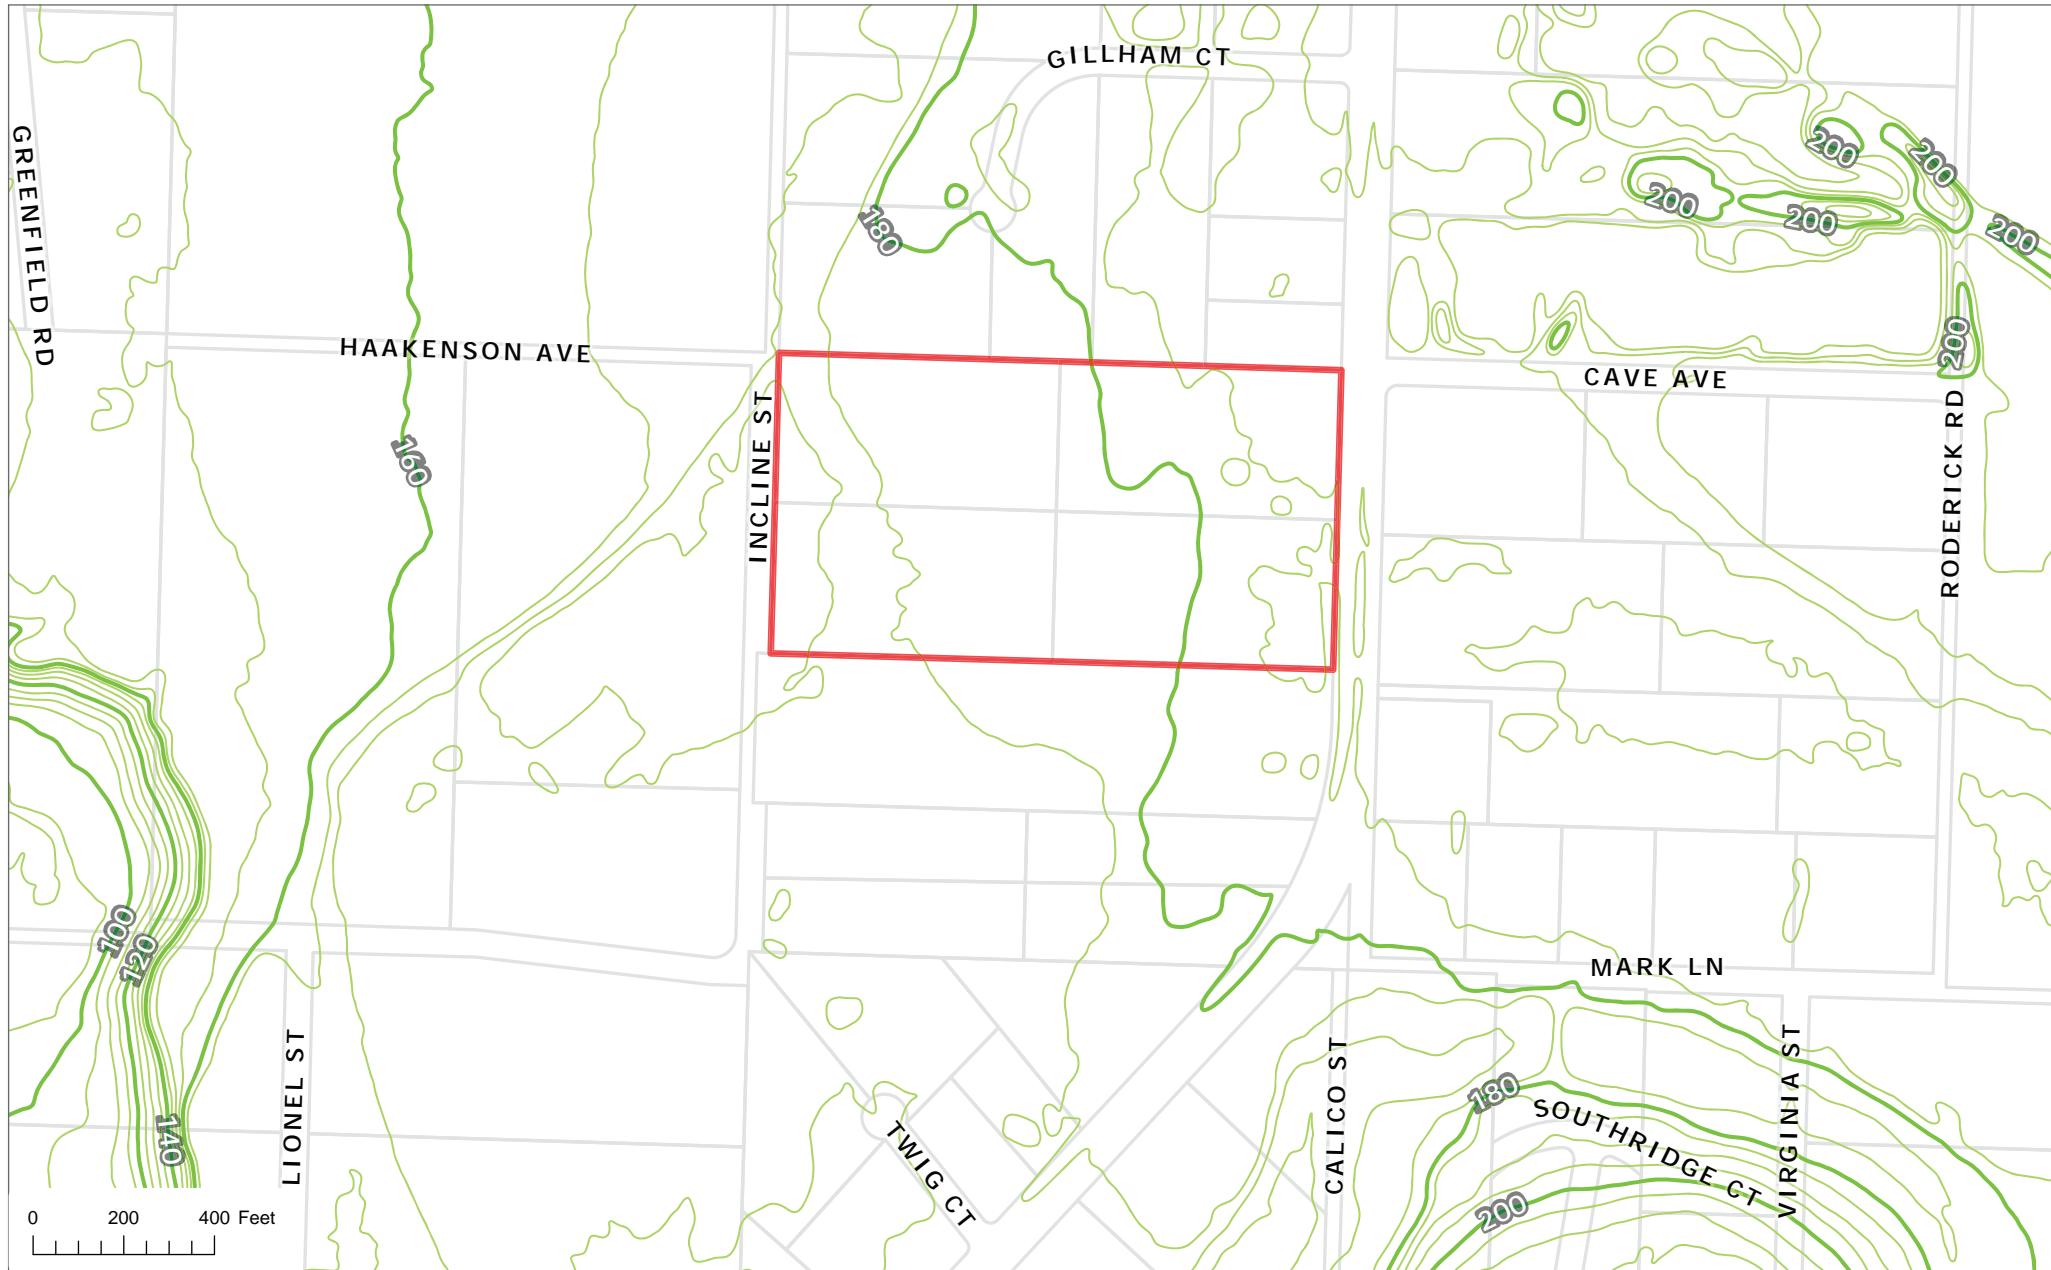 GILLHAM CT
GREENFIELD RD
200
200
200
200
200
180
HAAKENSON AVE
200
CAVE AVE
INCLINE ST
RODERICK RD
160
100
120
MARK LN
LIONEL ST
CALICO ST
VIRGINIA ST
180
SOUTHRIDGE CT
140
TWIG CT
200
0 200 400 Feet